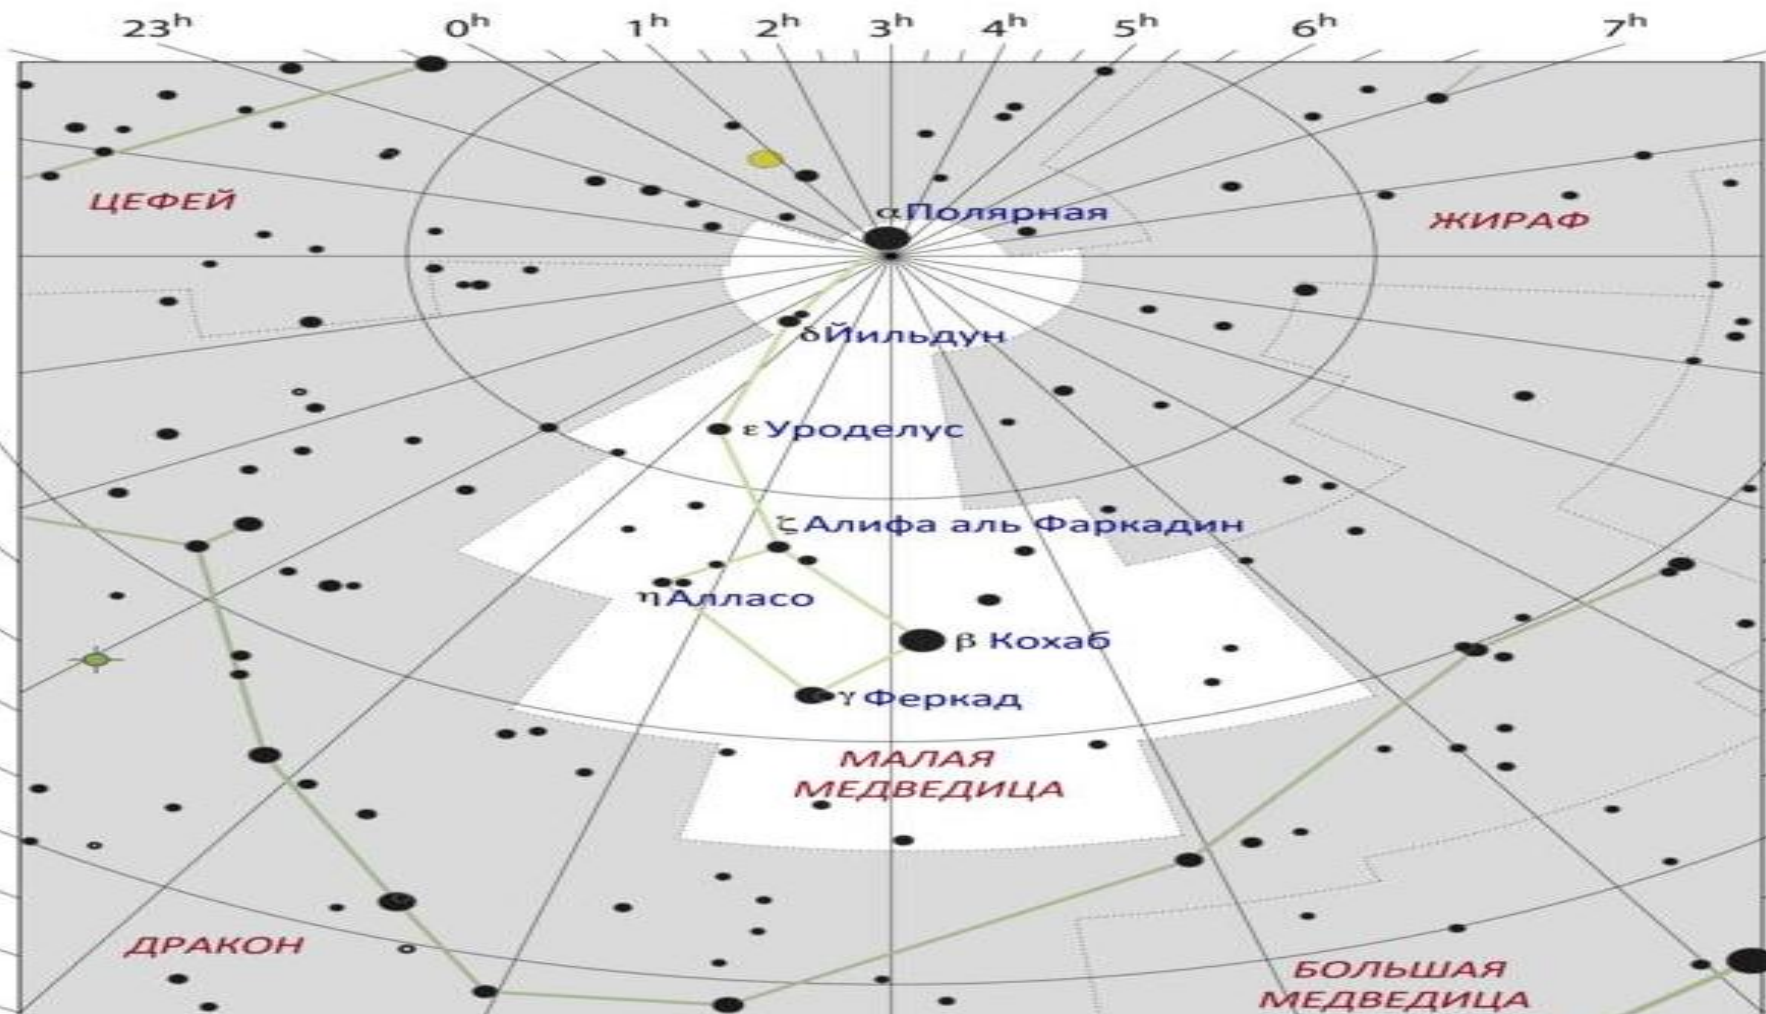 23h 0h 1h 2h 3h 4h 5h 6h 7h
ЦЕФЕЙ
αПолярная
ЖИРАФ
δЙильдун
εУроделус
ζАлифа аль Фаркадин
ηАлласо
β Кохаб
γФеркад
МАЛАЯ
МЕДВЕДИЦА
ДРАКОН
БОЛЬШАЯ
МЕДВЕДИЦА